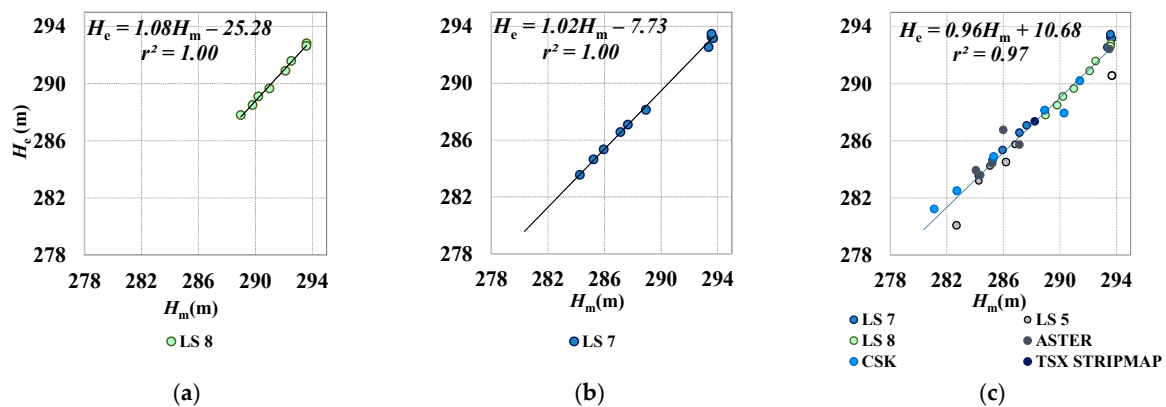 H_e = 1.08H_m – 25.28
r² = 1.00
294
290
286
282
278
H_e (m)
278 282 286 290 294
H_m(m)
LS 8
(a)
H_e = 1.02H_m – 7.73
r² = 1.00
294
290
286
282
278
278 282 286 290 294
H_m(m)
LS 7
(b)
H_e = 0.96H_m + 10.68
r² = 0.97
294
290
286
282
278
278 282 286 290 294
H_m(m)
LS 7 LS 5
LS 8 ASTER
CSK TSX STRIPMAP
(c)